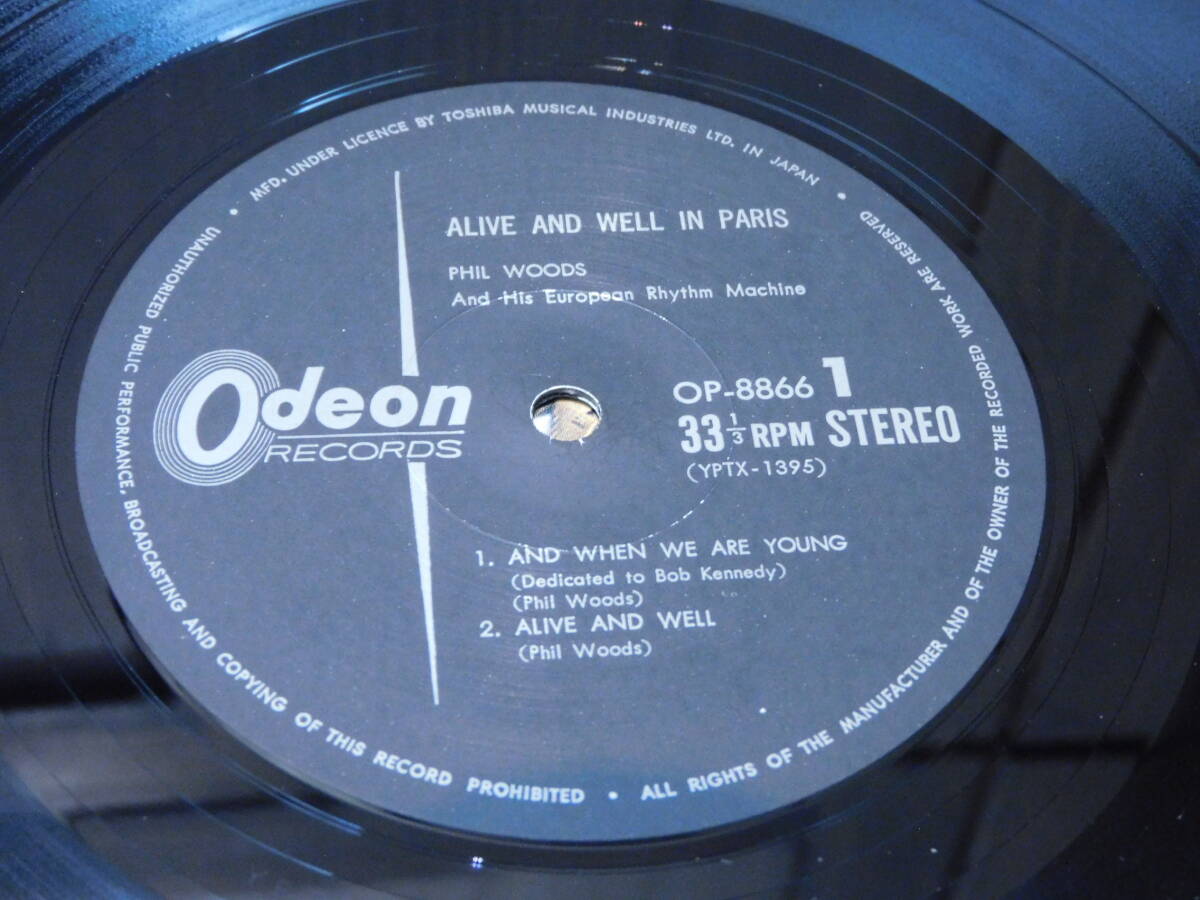 MFD. UNDER LICENCE BY TOSHIBA MUSICAL INDUSTRIES LTD. IN JAPAN •
ALL RIGHTS OF THE MANUFACTURER AND OF THE OWNER OF THE RECORDED WORK ARE RESERVED
UNAUTHORIZED PUBLIC PERFORMANCE, BROADCASTING AND COPYING OF THIS RECORD PROHIBITED •
ALIVE AND WELL IN PARIS
PHIL WOODS
And His European Rhythm Machine
Odeon
RECORDS
OP-8866 1
33 1/3 RPM STEREO
(YPTX-1395)
1. AND WHEN WE ARE YOUNG
(Dedicated to Bob Kennedy)
(Phil Woods)
2. ALIVE AND WELL
(Phil Woods)